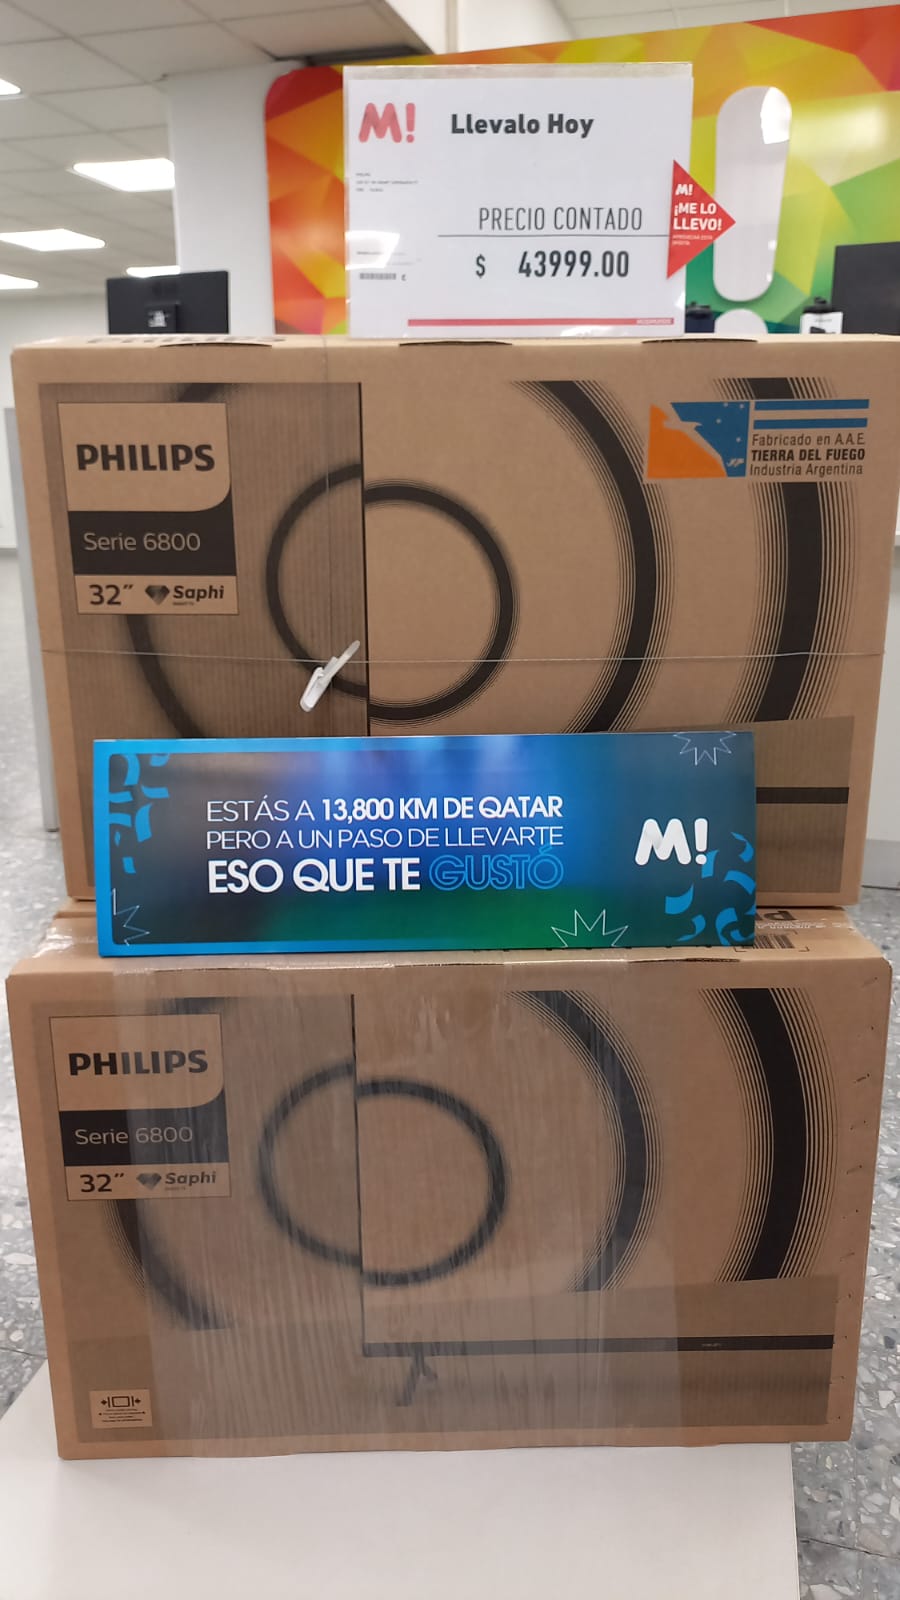 M!
Llevalo Hoy
PRECIO CONTADO
$ 43999.00
M!
¡ME LO
LLEVO!
PHILIPS
Serie 6800
32” Saphi
Fabricado en A.A.E.
TIERRA DEL FUEGO
Industria Argentina
ESTÁS A 13,800 KM DE QATAR
PERO A UN PASO DE LLEVARTE
ESO QUE TE GUSTÓ
M!
PHILIPS
Serie 6800
32” Saphi